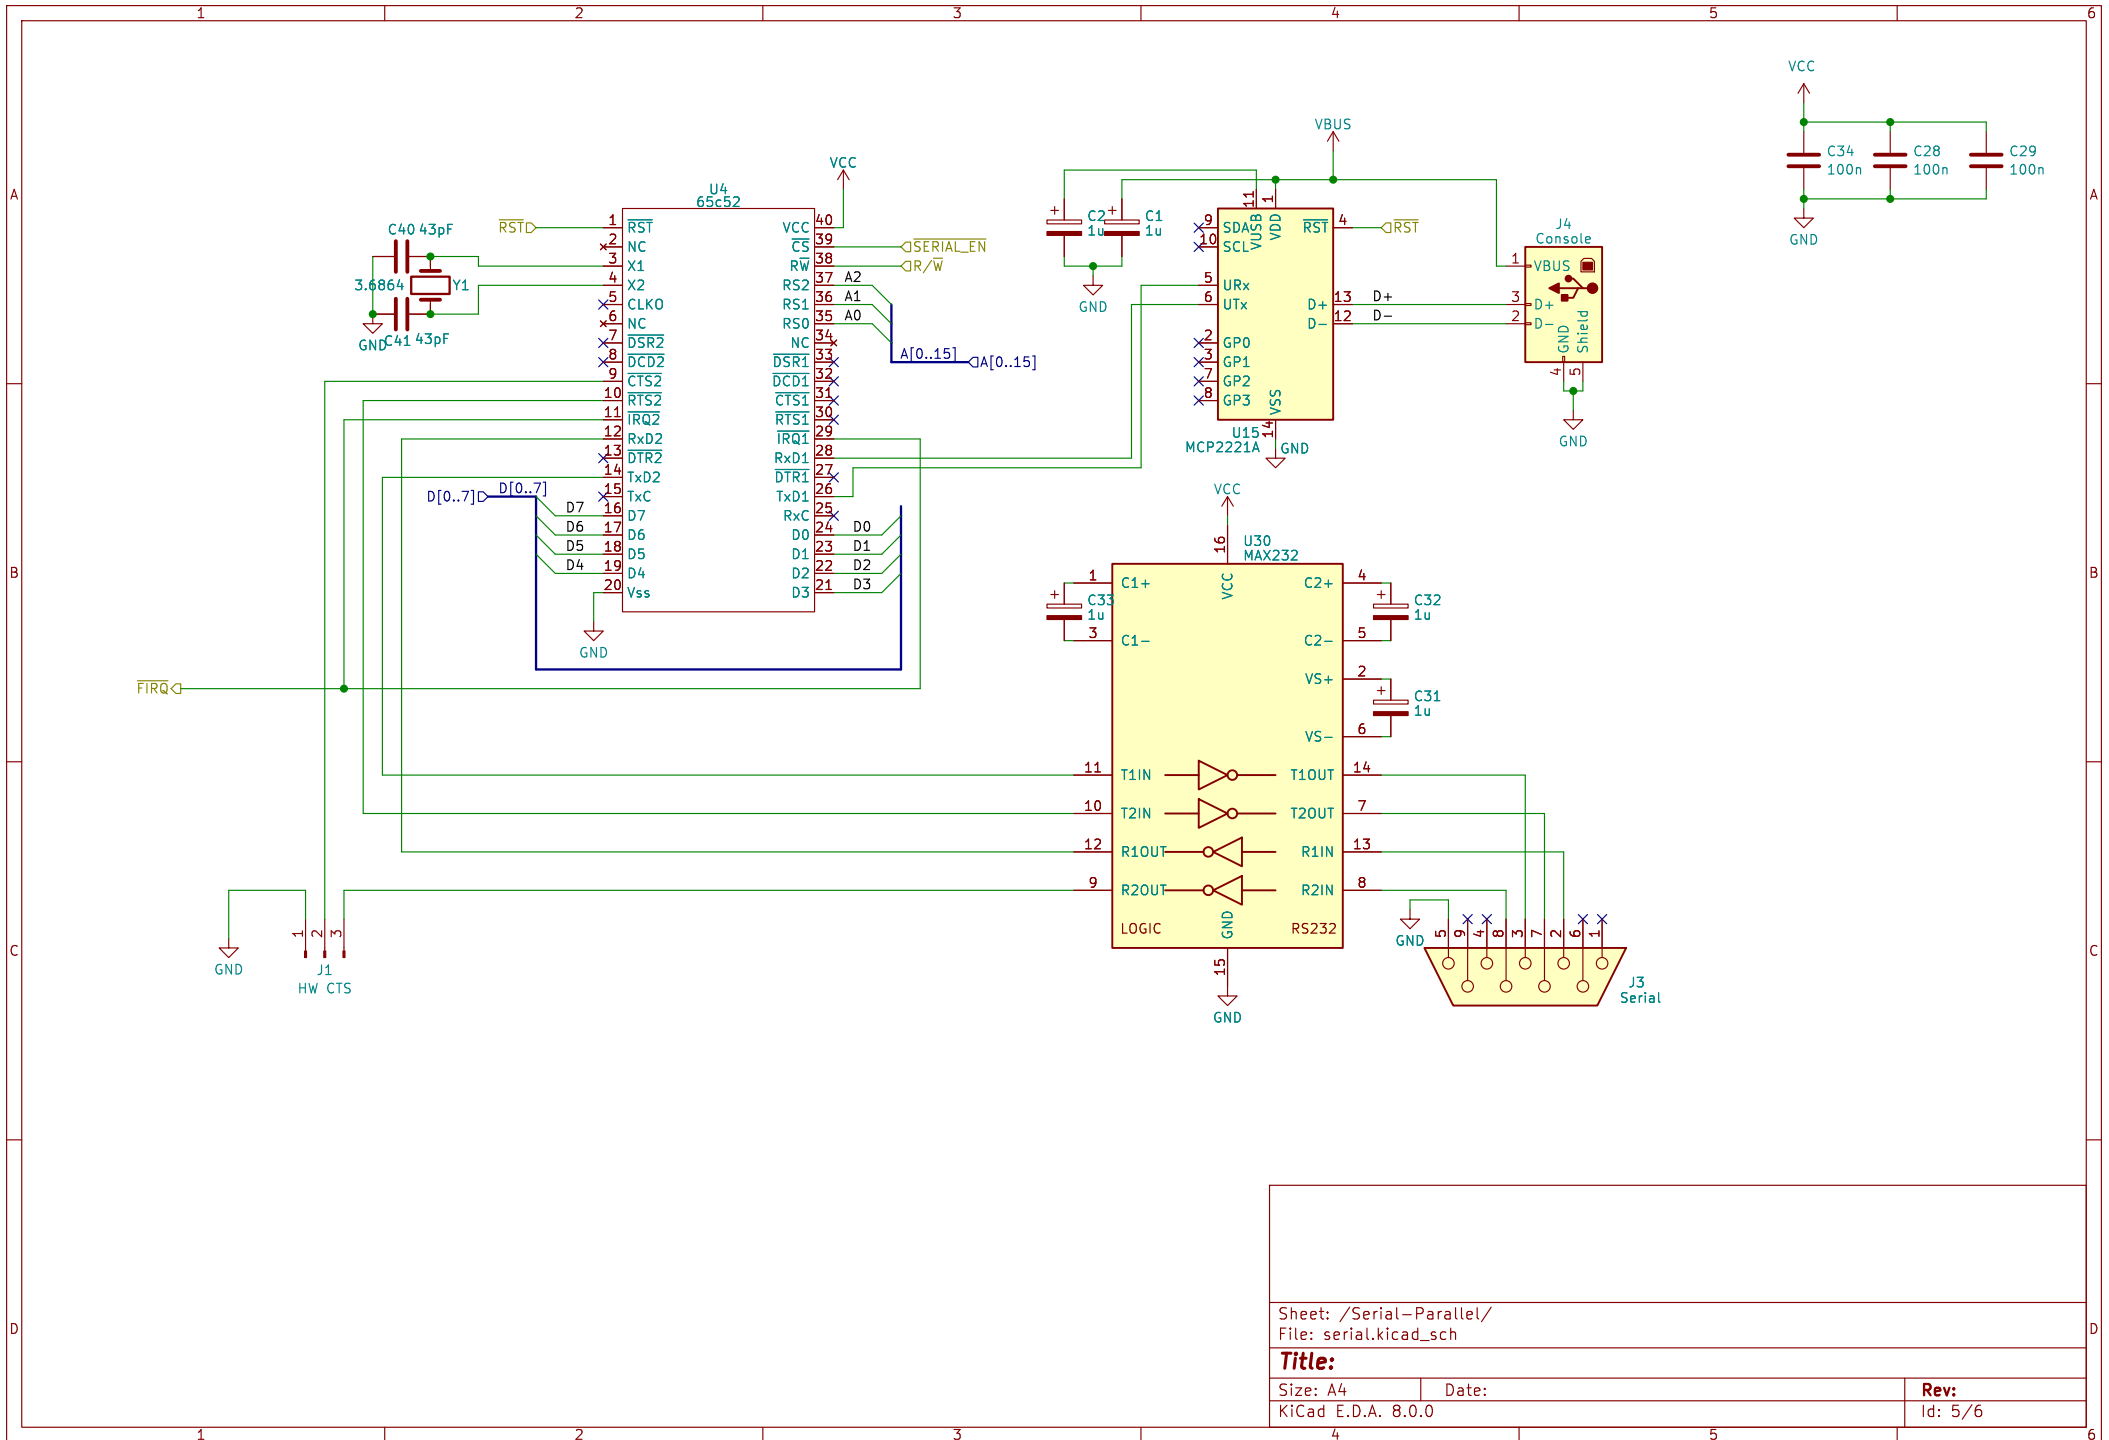 1 2 3 4 5 6
A
B
C
D
A
B
C
D
1 2 3 4 5 6
U4
65c52
1 RST
2 NC
3 X1
4 X2
5 CLKO
6 NC
7 DSR2
8 DCD2
9 CTS2
10 RTS2
11 IRQ2
12 RxD2
13 DTR2
14 TxD2
15 TxC
16 D7
17 D6
18 D5
19 D4
20 Vss
VCC 40
CS 39
RW 38
RS2 37
RS1 36
RS0 35
NC 34
DSR1 33
DCD1 32
CTS1 31
RTS1 30
IRQ1 29
RxD1 28
DTR1 27
TxD1 26
RxC 25
D0 24
D1 23
D2 22
D3 21
VCC
RST
SERIAL_EN
R/W
A2
A1
A0
A[0..15]
A[0..15]
C40 43pF
3.6864 Y1
GND
C41 43pF
D[0..7]
D[0..7]
D7
D6
D5
D4
D0
D1
D2
D3
GND
FIRQ
VBUS
C2
1u
C1
1u
GND
9 SDA
10 SCL
11 VUSB
1 VDD
RST 4
RST
5 URx
6 UTx
D+ 13
D- 12
2 GP0
3 GP1
7 GP2
8 GP3
VSS
14
U15
MCP2221A
GND
D+
D-
J4
Console
1 VBUS
3 D+
2 D-
GND
Shield
4 5
GND
VCC
C34
100n
C28
100n
C29
100n
GND
VCC
16
U30
MAX232
VCC
1 C1+
3 C1-
C33
1u
C2+ 4
C2- 5
C32
1u
VS+ 2
VS- 6
C31
1u
11 T1IN T1OUT 14
10 T2IN T2OUT 7
12 R1OUT R1IN 13
9 R2OUT R2IN 8
LOGIC GND RS232
15
GND
GND
1 2 3
J1
HW CTS
GND
5 9 4 8 3 7 2 6 1
J3
Serial
Sheet: /Serial-Parallel/
File: serial.kicad_sch
Title:
Size: A4 Date: Rev:
KiCad E.D.A. 8.0.0 Id: 5/6